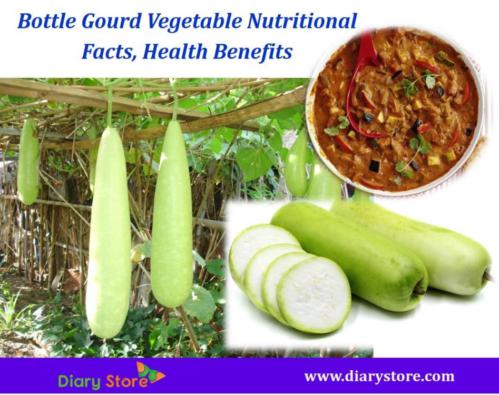 Bottle Gourd Vegetable Nutritional
Facts, Health Benefits
Diary Store
www.diarystore.com